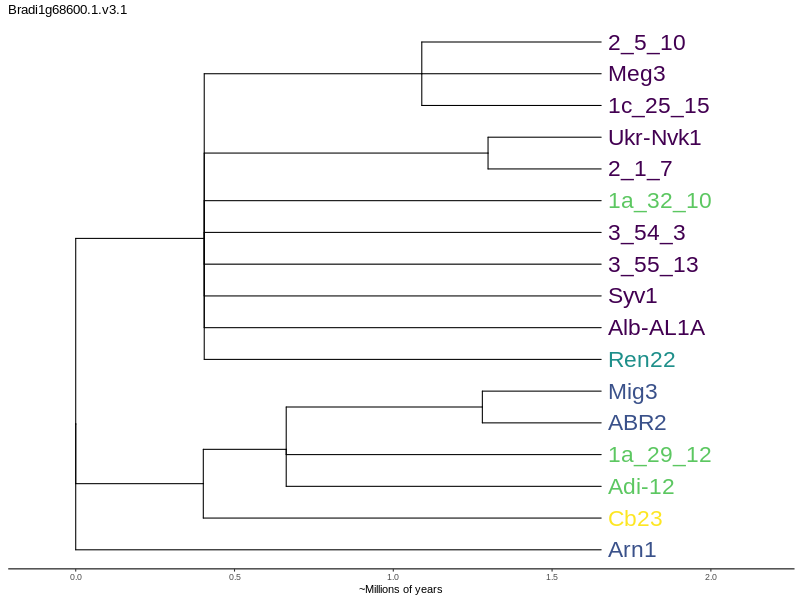 Bradi1g68600.1.v3.1
2_5_10
Meg3
1c_25_15
Ukr-Nvk1
2_1_7
1a_32_10
3_54_3
3_55_13
Syv1
Alb-AL1A
Ren22
Mig3
ABR2
1a_29_12
Adi-12
Cb23
Arn1
0.0 0.5 1.0 1.5 2.0
~Millions of years